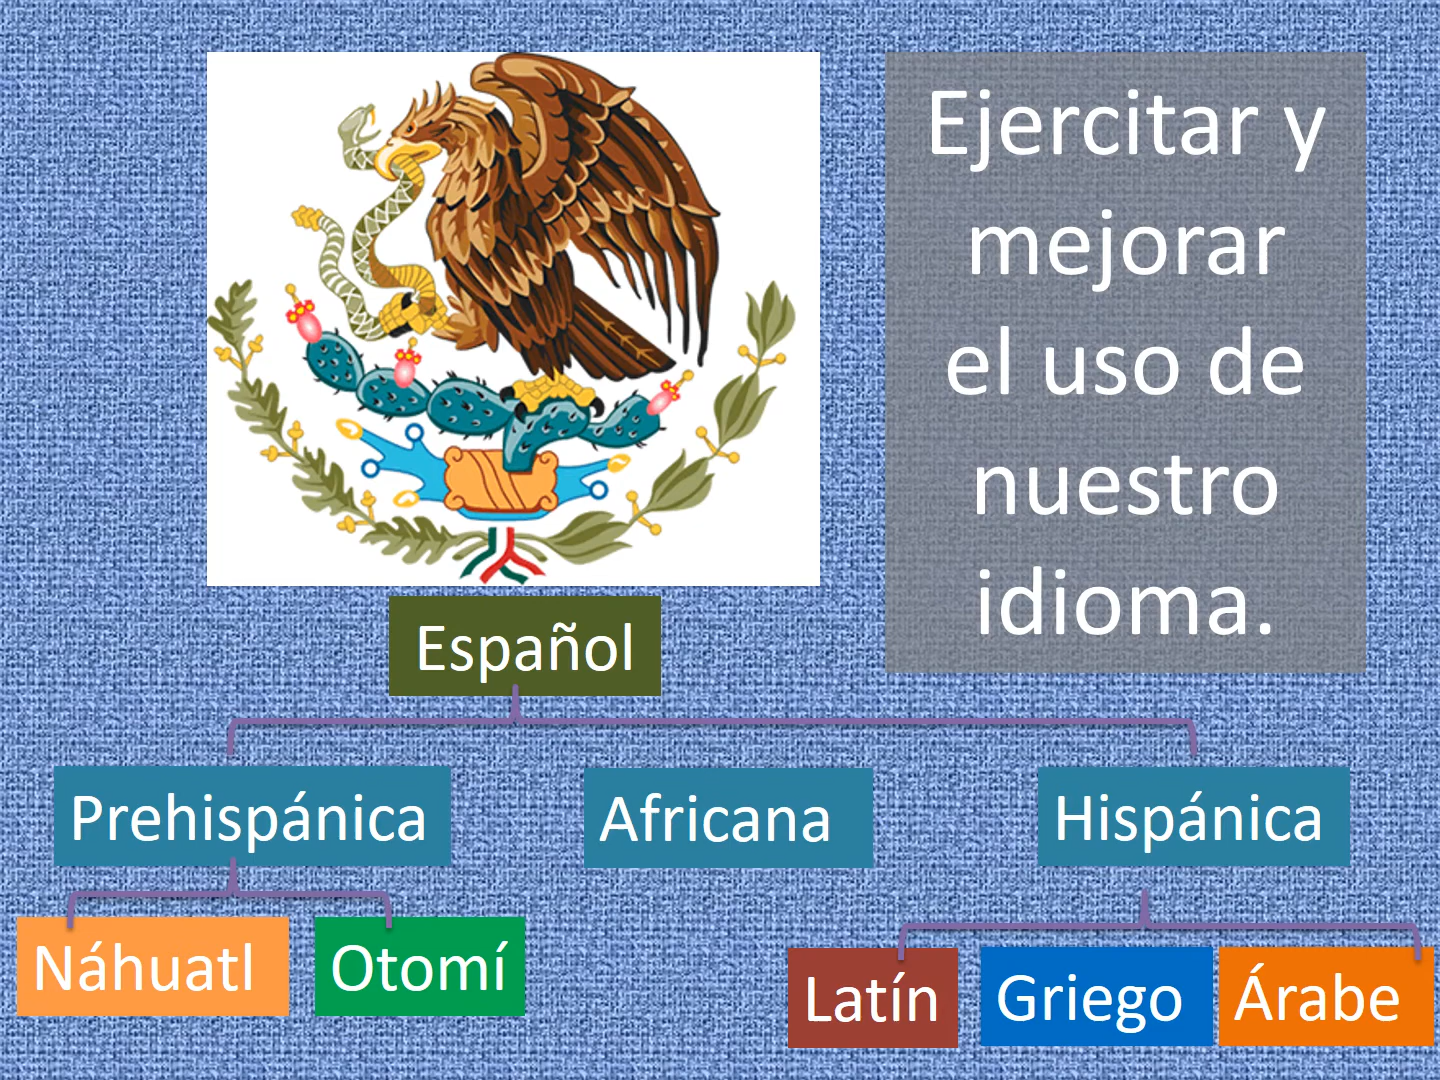 Ejercitar y
mejorar
el uso de
nuestro
idioma.
Español
Prehispánica
Africana
Hispánica
Náhuatl
Otomí
Latín
Griego
Árabe